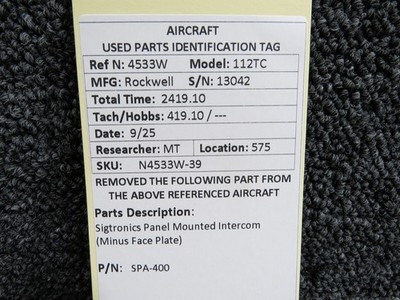 AIRCRAFT
USED PARTS IDENTIFICATION TAG
Ref N: 4533W Model: 112TC
MFG: Rockwell S/N: 13042
Total Time: 2419.10
Tach/Hobbs: 419.10 / ---
Date: 9/25
Researcher: MT Location: 575
SKU: N4533W-39
REMOVED THE FOLLOWING PART FROM
THE ABOVE REFERENCED AIRCRAFT
Parts Description:
Sigtronics Panel Mounted Intercom
(Minus Face Plate)
P/N: SPA-400